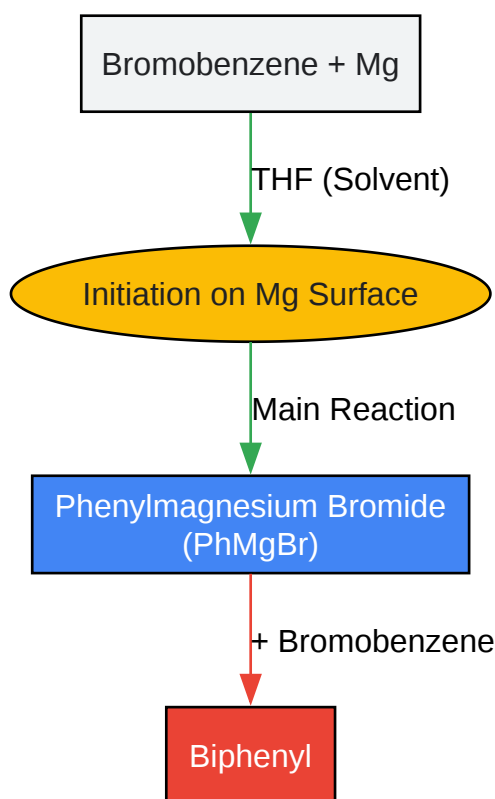 Bromobenzene + Mg
THF (Solvent)
Initiation on Mg Surface
Main Reaction
Phenylmagnesium Bromide
(PhMgBr)
+ Bromobenzene
Biphenyl